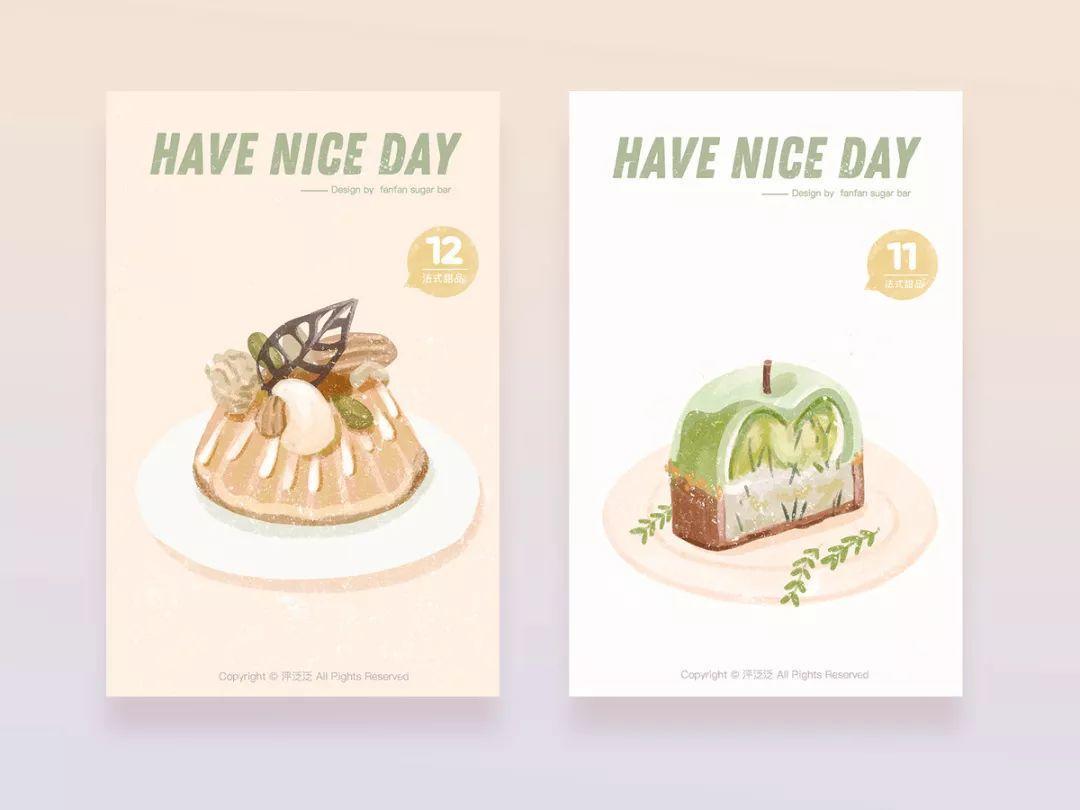 HAVE NICE DAY
Design by fanfan sugar bar
12
法式甜品
Copyright © 泙泛泛 All Pights Reserved
HAVE NICE DAY
Design by fanfan sugar bar
11
法式甜品
Copyright © 泙泛泛 All Pights Reserved